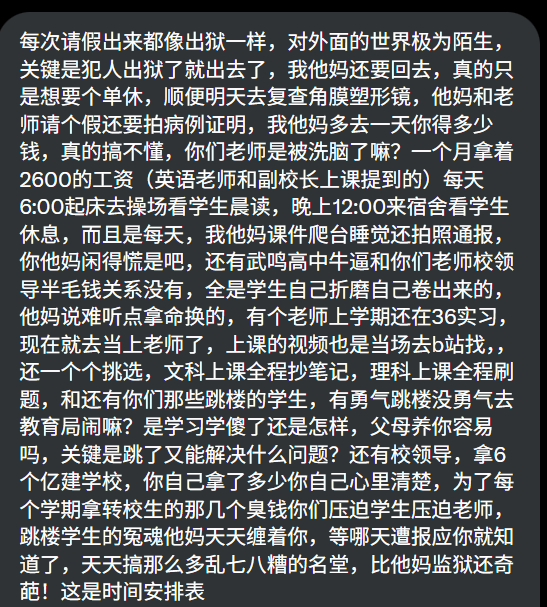 每次请假出来都像出狱一样，对外面的世界极为陌生，
关键是犯人出狱了就出去了，我他妈还要回去，真的只
是想要个单休，顺便明天去复查角膜塑形镜，他妈和老
师请个假还要拍病例证明，我他妈多去一天你得多少
钱，真的搞不懂，你们老师是被洗脑了嘛？一个月拿着
2600的工资（英语老师和副校长上课提到的）每天
6:00起床去操场看学生晨读，晚上12:00来宿舍看学生
休息，而且是每天，我他妈课件爬台睡觉还拍照通报，
你他妈闲得慌是吧，还有武鸣高中牛逼和你们老师校领
导半毛钱关系没有，全是学生自己折磨自己卷出来的，
他妈说难听点拿命换的，有个老师上学期还在36实习，
现在就去当上老师了，上课的视频也是当场去b站找，，
还一个个挑选，文科上课全程抄笔记，理科上课全程刷
题，和还有你们那些跳楼的学生，有勇气跳楼没勇气去
教育局闹嘛？是学习学傻了还是怎样，父母养你容易
吗，关键是跳了又能解决什么问题？还有校领导，拿6
个亿建学校，你自己拿了多少你自己心里清楚，为了每
个学期拿转校生的那几个臭钱你们压迫学生压迫老师，
跳楼学生的冤魂他妈天天缠着你，等哪天遭报应你就知
道了，天天搞那么多乱七八糟的名堂，比他妈监狱还奇
葩！这是时间安排表